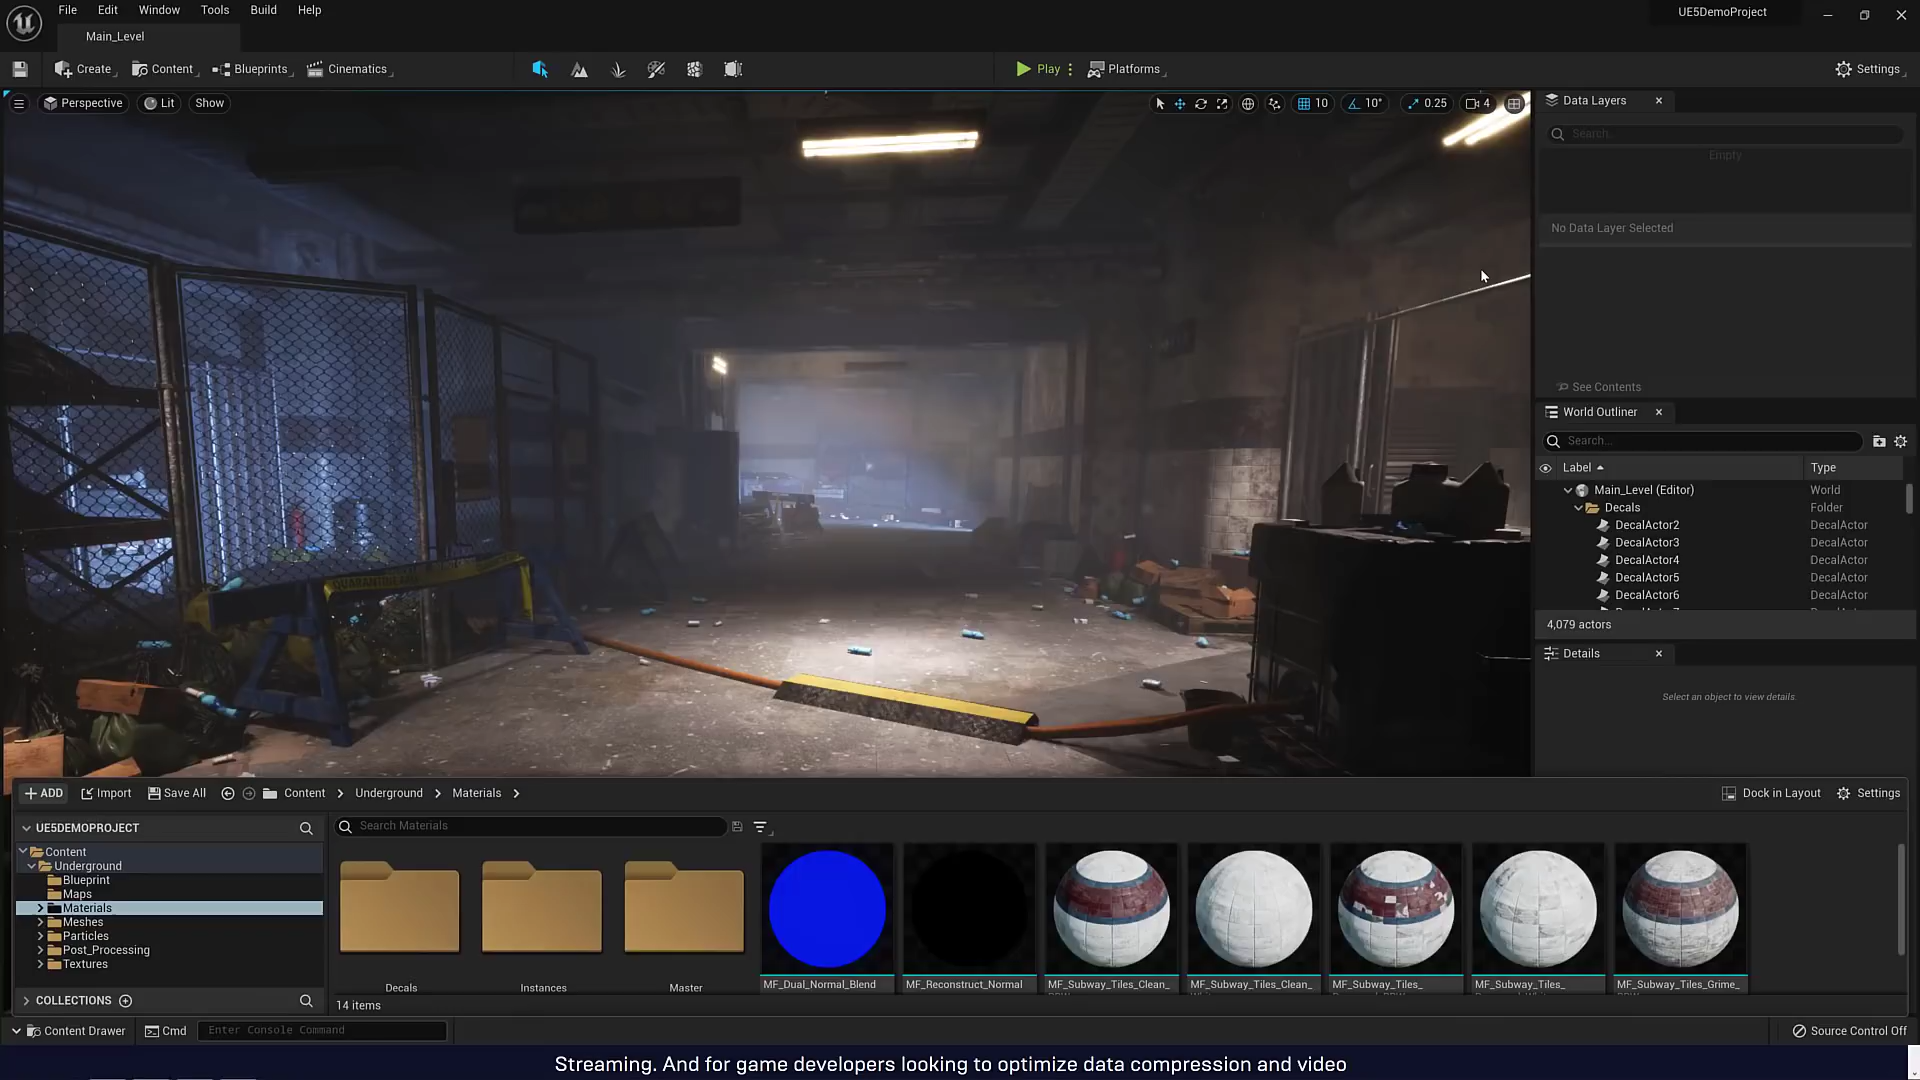 File Edit Window Tools Build Help
UE5DemoProject
Main_Level
Create Content Blueprints Cinematics Play Platforms Settings
Perspective Lit Show 10 10° 0.25 4
Data Layers
Search...
Empty
No Data Layer Selected
See Contents
World Outliner
Search...
Label Type
Main_Level (Editor) World
Decals Folder
DecalActor2 DecalActor
DecalActor3 DecalActor
DecalActor4 DecalActor
DecalActor5 DecalActor
DecalActor6 DecalActor
4,079 actors
Details
Select an object to view details.
QUARANTINE
ADD Import Save All Content Underground Materials Dock in Layout Settings
UE5DEMOPROJECT
Search Materials
Content
Underground
Blueprint
Maps
Materials
Meshes
Particles
Post_Processing
Textures
COLLECTIONS
Decals Instances Master MF_Dual_Normal_Blend MF_Reconstruct_Normal MF_Subway_Tiles_Clean_ MF_Subway_Tiles_Clean_ MF_Subway_Tiles_ MF_Subway_Tiles_ MF_Subway_Tiles_Grime_
14 items
Content Drawer Cmd Enter Console Command Source Control Off
Streaming. And for game developers looking to optimize data compression and video